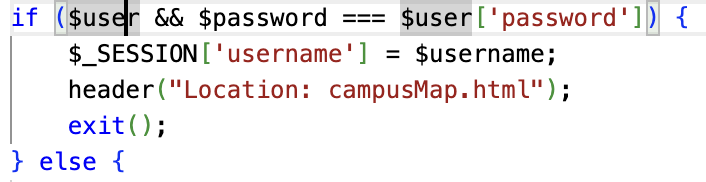 if ($user && $password === $user['password']) {
$_SESSION['username'] = $username;
header("Location: campusMap.html");
exit();
} else {